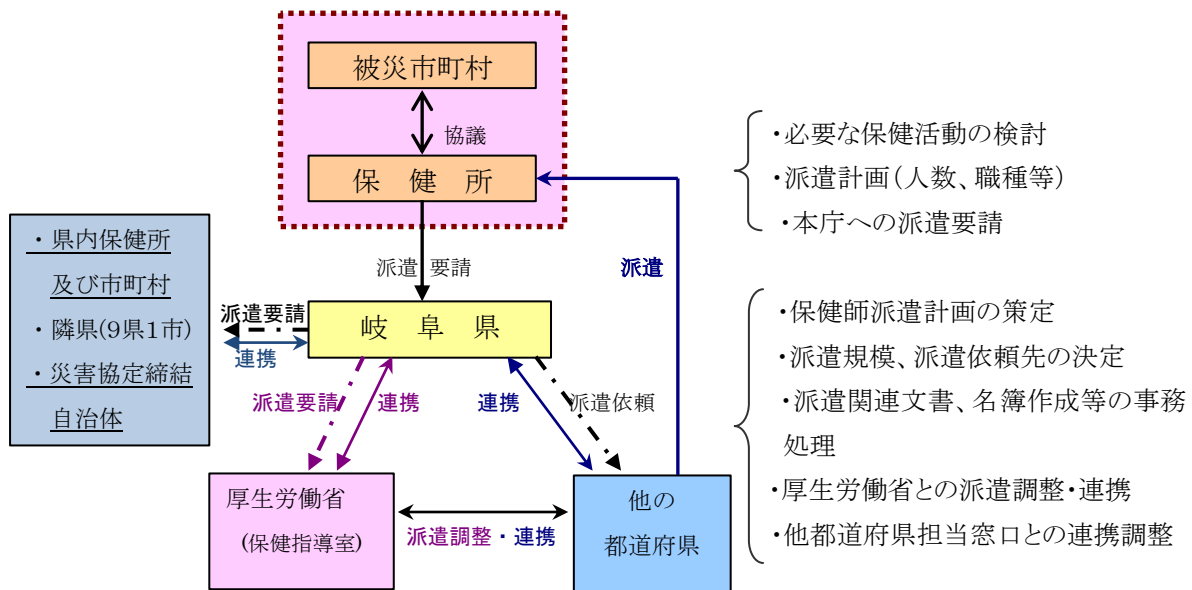 被災市町村
協議
保 健 所
・必要な保健活動の検討
・派遣計画(人数、職種等)
・本庁への派遣要請
・県内保健所
及び市町村
・隣県(9県1市)
・災害協定締結
自治体
派遣 要請
派遣
派遣要請
連携
岐 阜 県
派遣要請
連携
連携
派遣依頼
・保健師派遣計画の策定
・派遣規模、派遣依頼先の決定
・派遣関連文書、名簿作成等の事務
処理
・厚生労働省との派遣調整・連携
・他都道府県担当窓口との連携調整
厚生労働省
(保健指導室)
派遣調整・連携
他の
都道府県